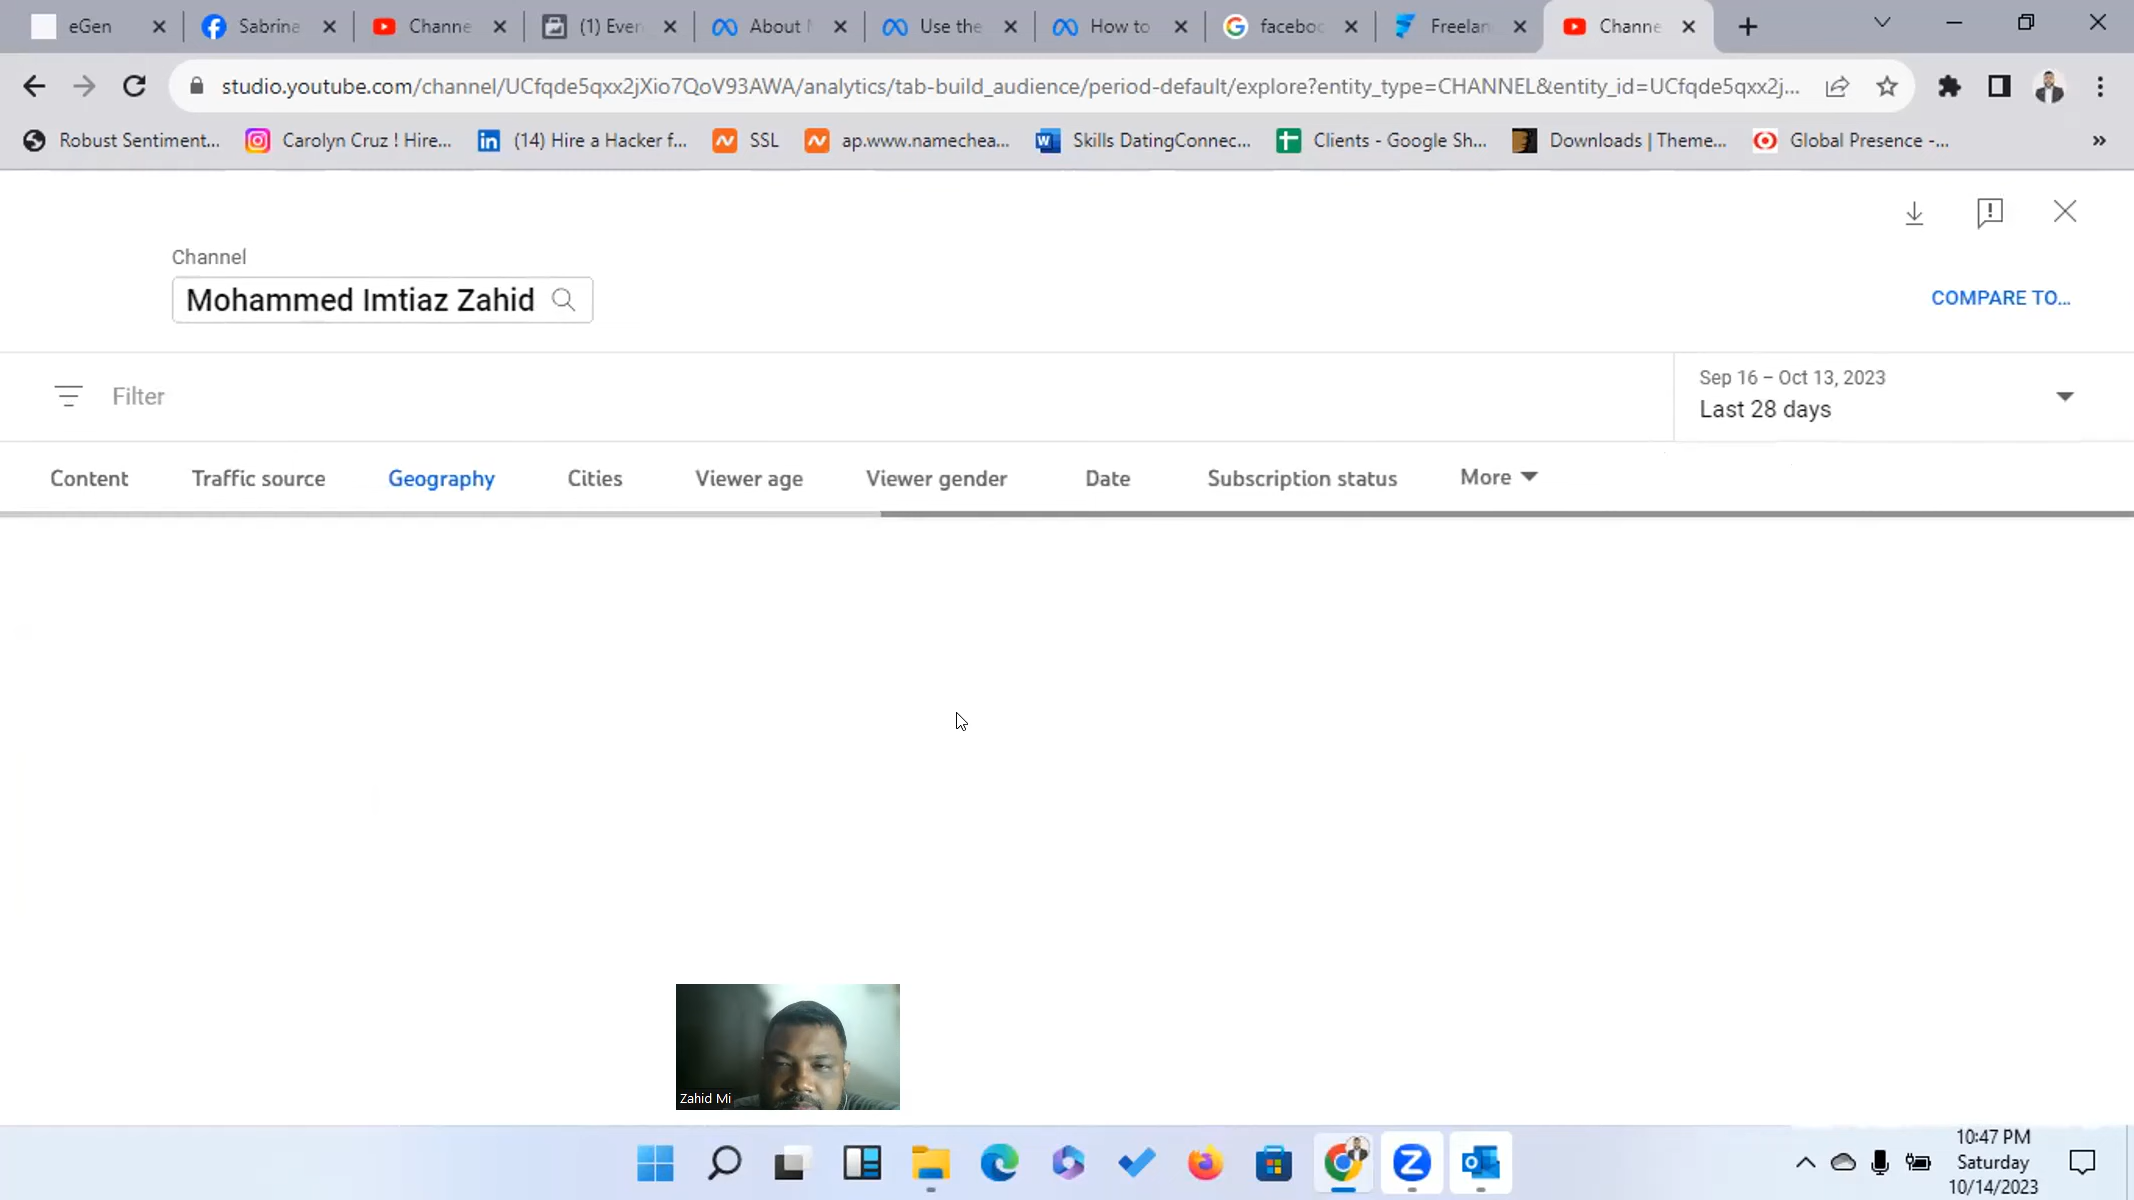 eGen
Sabrine
Channe
(1) Even
About
Use the
How to
faceboo
Freelan
Channe
studio.youtube.com/channel/UCfqde5qxx2jXio7QoV93AWA/analytics/tab-build_audience/period-default/explore?entity_type=CHANNEL&entity_id=UCfqde5qxx2j...
Robust Sentiment...
Carolyn Cruz ! Hire...
(14) Hire a Hacker f...
SSL
ap.www.namechea...
Skills DatingConnec...
Clients - Google Sh...
Downloads | Theme...
Global Presence -...
Channel
Mohammed Imtiaz Zahid
COMPARE TO...
Filter
Sep 16 – Oct 13, 2023
Last 28 days
Content
Traffic source
Geography
Cities
Viewer age
Viewer gender
Date
Subscription status
More
Zahid Mi
10:47 PM
Saturday
10/14/2023